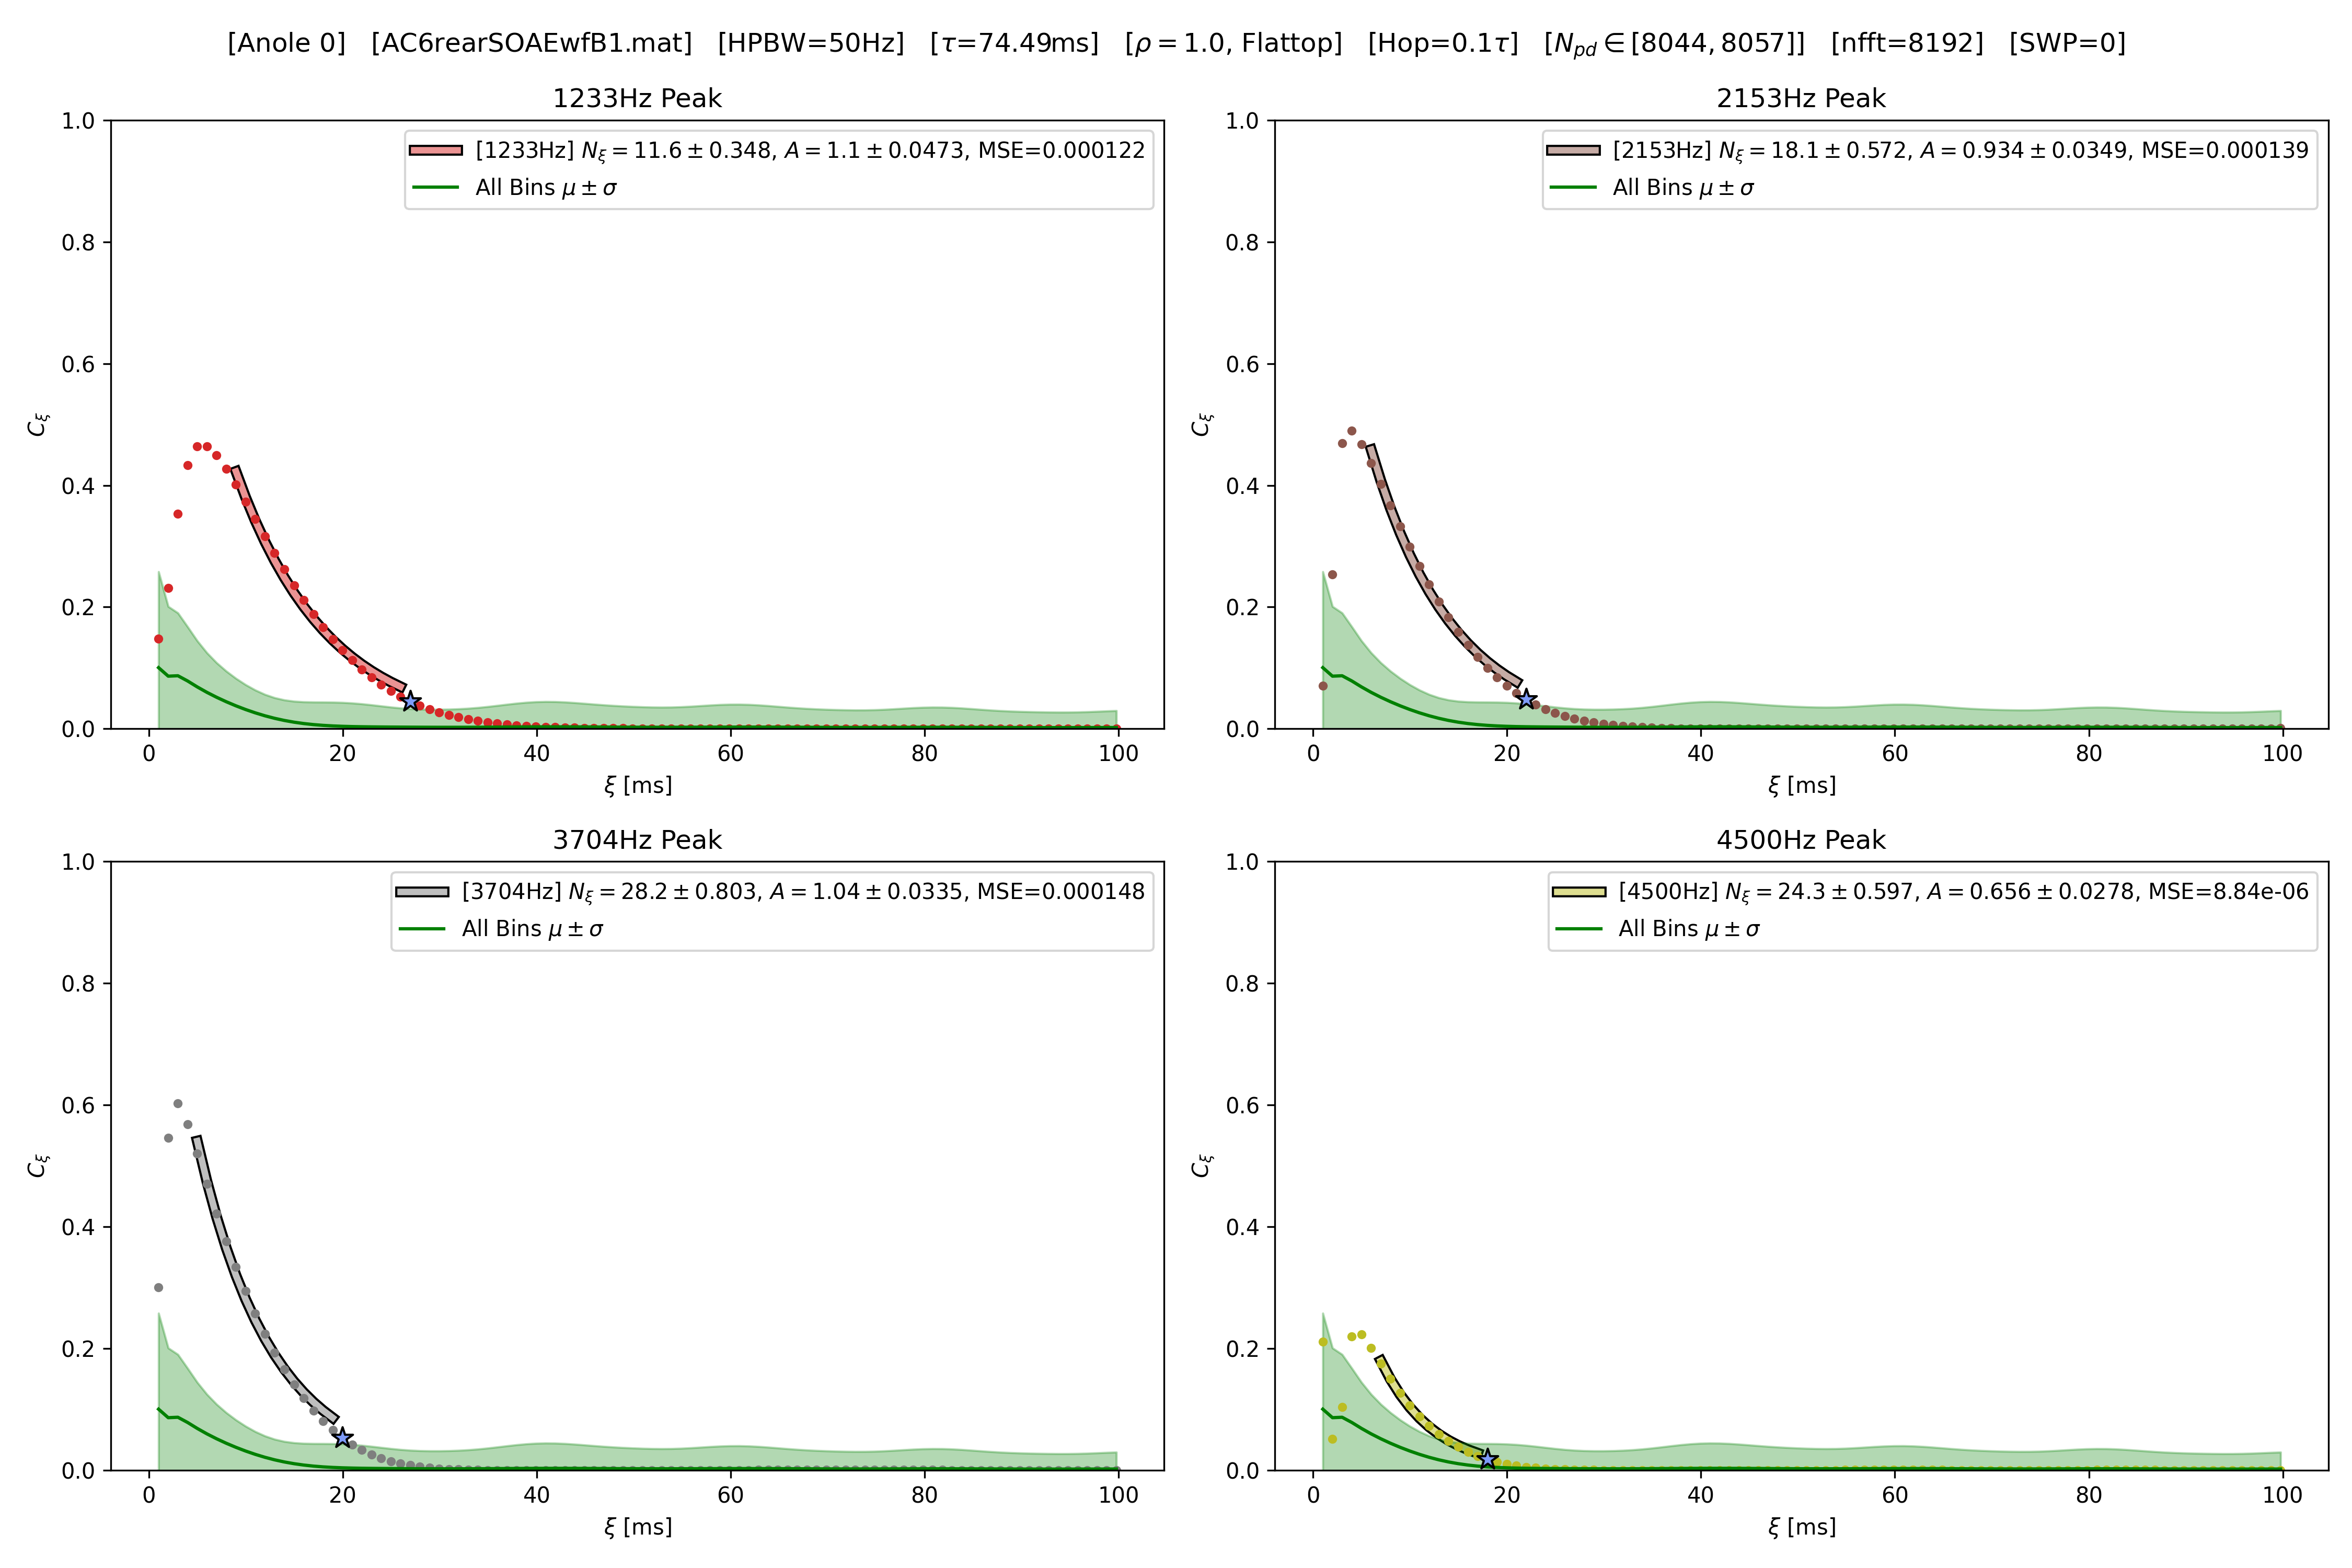 [Anole 0] [AC6rearSOAEwfB1.mat] [HPBW=50Hz] [τ=74.49ms] [ρ = 1.0, Flattop] [Hop=0.1τ] [N_pd ∈ [8044, 8057]] [nfft=8192] [SWP=0]
1233Hz Peak
[1233Hz] N_ξ = 11.6 ± 0.348, A = 1.1 ± 0.0473, MSE=0.000122
All Bins μ ± σ
1.0
0.8
0.6
0.4
0.2
0.0
C_ξ
0 20 40 60 80 100
ξ [ms]
2153Hz Peak
[2153Hz] N_ξ = 18.1 ± 0.572, A = 0.934 ± 0.0349, MSE=0.000139
All Bins μ ± σ
1.0
0.8
0.6
0.4
0.2
0.0
C_ξ
0 20 40 60 80 100
ξ [ms]
3704Hz Peak
[3704Hz] N_ξ = 28.2 ± 0.803, A = 1.04 ± 0.0335, MSE=0.000148
All Bins μ ± σ
1.0
0.8
0.6
0.4
0.2
0.0
C_ξ
0 20 40 60 80 100
ξ [ms]
4500Hz Peak
[4500Hz] N_ξ = 24.3 ± 0.597, A = 0.656 ± 0.0278, MSE=8.84e-06
All Bins μ ± σ
1.0
0.8
0.6
0.4
0.2
0.0
C_ξ
0 20 40 60 80 100
ξ [ms]